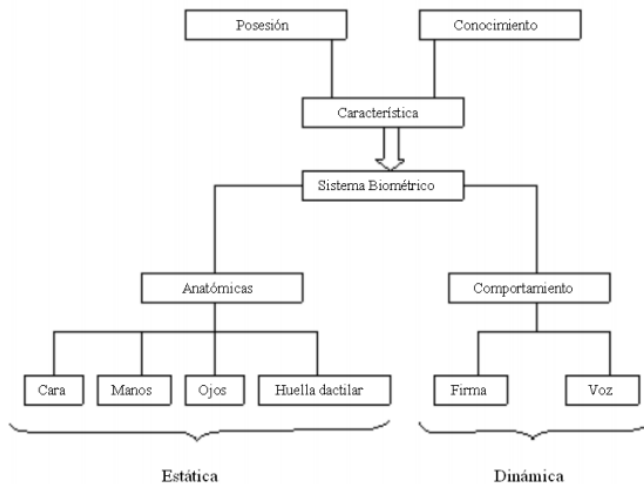 Posesión
Conocimiento
Característica
Sistema Biométrico
Anatómicas
Comportamiento
Cara
Manos
Ojos
Huella dactilar
Firma
Voz
Estática
Dinámica